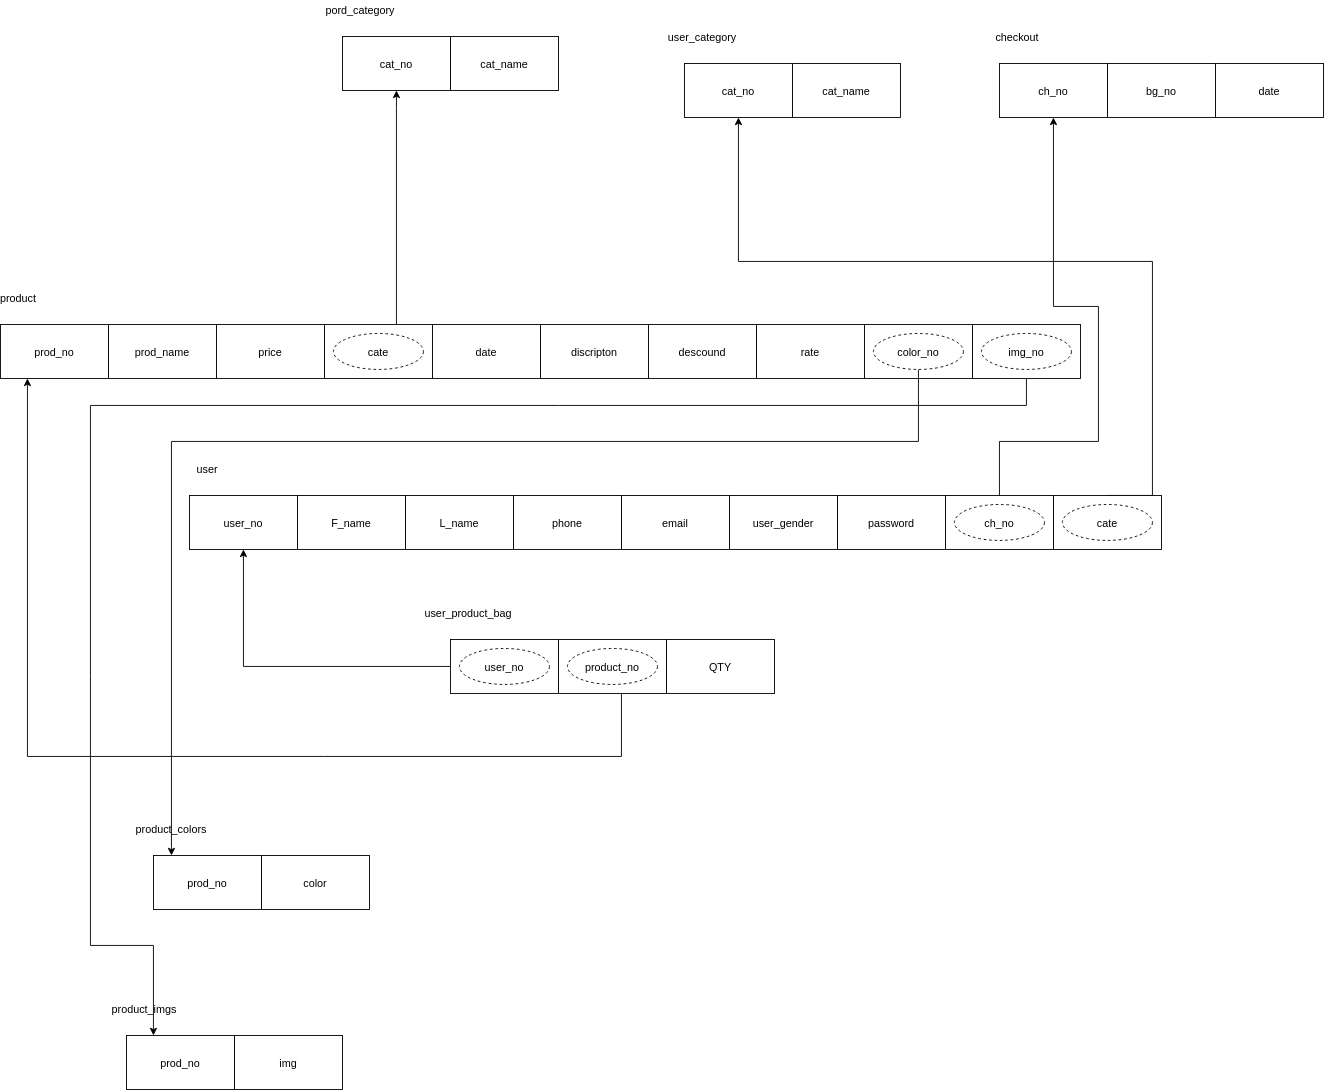 pord_category
cat_no cat_name
user_category
cat_no cat_name
checkout
ch_no bg_no date
product
prod_no prod_name price cate date discripton descound rate color_no img_no
user
user_no F_name L_name phone email user_gender password ch_no cate
user_product_bag
user_no product_no QTY
product_colors
prod_no color
product_imgs
prod_no img